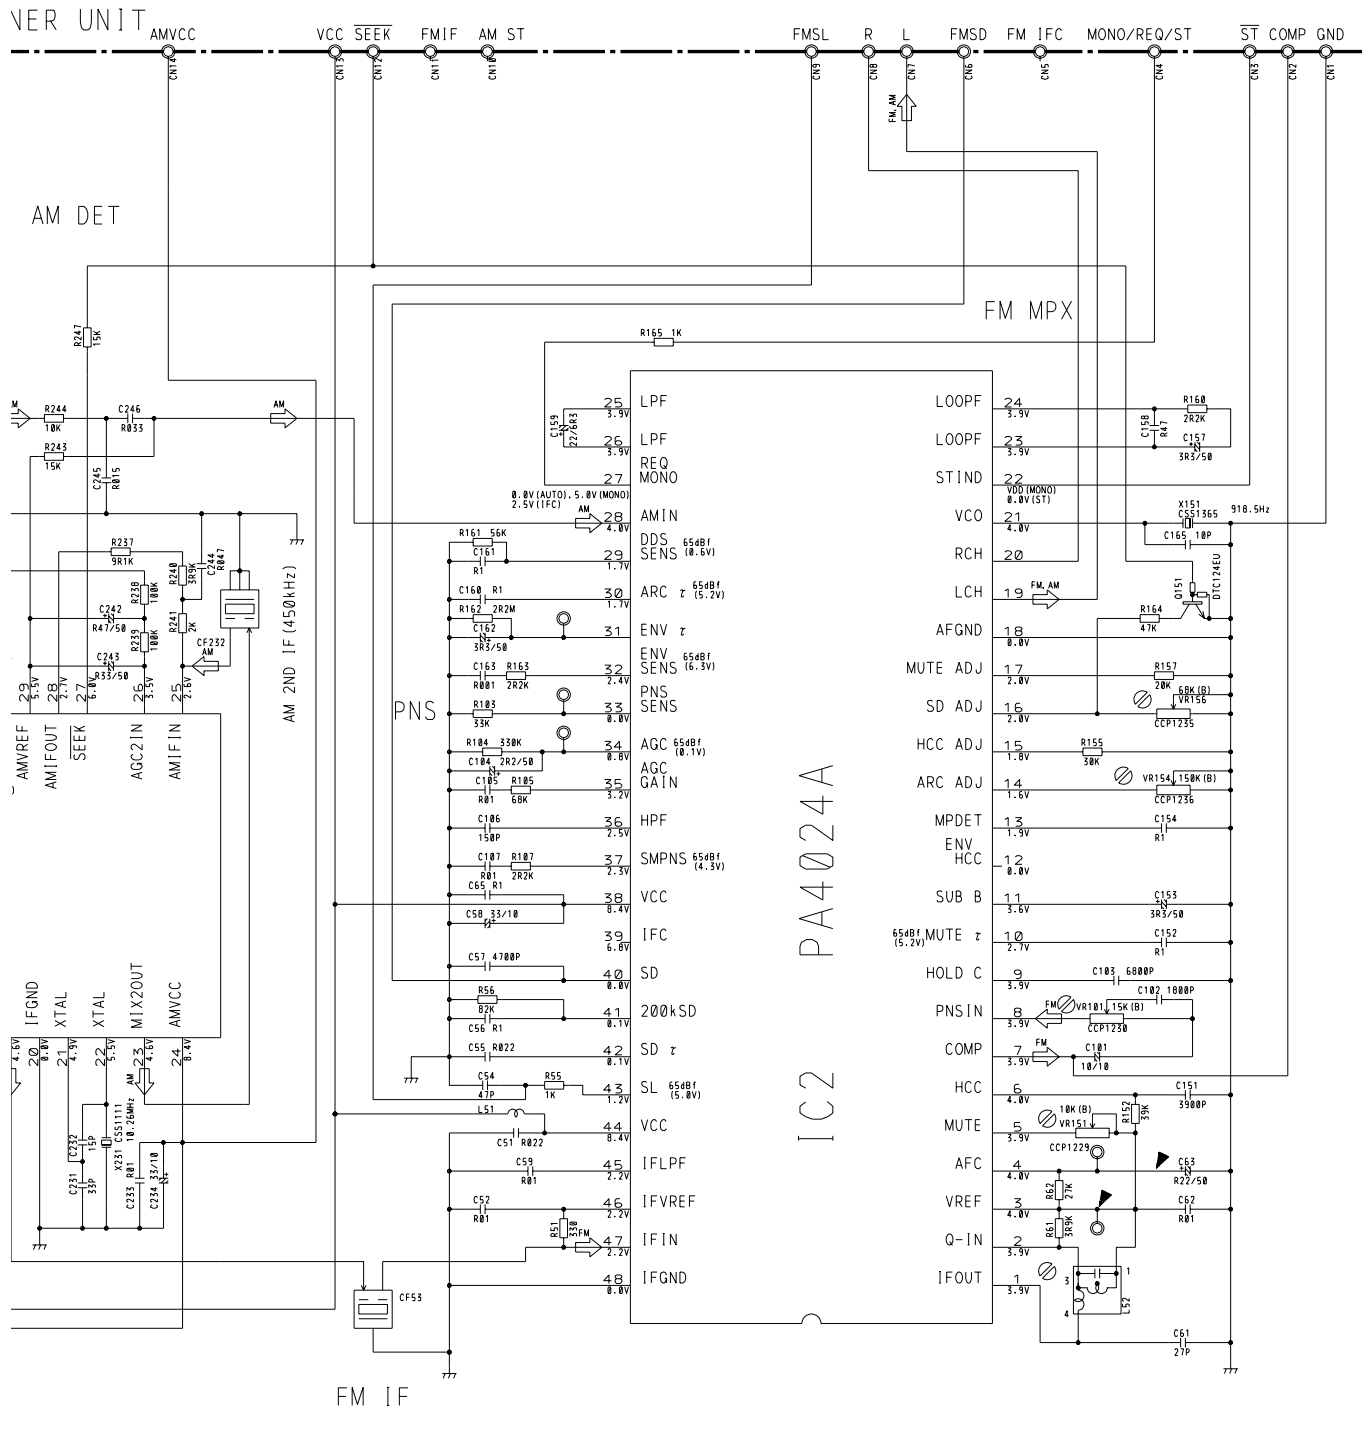 NER UNIT
AMVCC
VCC SEEK FMIF AM ST
FMSL R L FMSD FM IFC MONO/REQ/ST ST COMP GND
CN14 CN13 CN12 CN11 CN10 CN9 CN8 CN7 CN6 CN5 CN4 CN3 CN2 CN1
FM, AM
AM DET
FM MPX
R247
15K
R165 1K
AM
R244
10K
C246
R033
R243
15K
C245
R015
R237
9R1K
R240
3R9K
C244
R047
R238
100K
C242
R47/50
R239
100K
R241
2K
C243
R33/50
CF232
AM
AM 2ND IF(450kHz)
29 5.5V AMVREF
28 2.7V AMIFOUT
27 6.0V SEEK
26 3.5V AGC2IN
25 2.6V AMIFIN
4.6V
20 0.0V IFGND
21 4.9V XTAL
22 5.5V XTAL
23 4.6V MIX2OUT
24 8.4V AMVCC
AM
C232
15P
C231
33P
X231 CSS1111
10.26MHz
C233 R01
C234 33/10
PNS
FM IF
CF53
IC2 PA4024A
C159
22/6R3
25 LPF
3.9V
26 LPF
3.9V
27 REQ
MONO
0.0V(AUTO), 5.0V(MONO)
2.5V(IFC)
AM
28 AMIN
4.0V
R161 56K
C161
R1
29 DDS
SENS 65dBf
(0.6V)
1.7V
C160 R1
30 ARC τ 65dBf
(5.2V)
1.7V
R162 2R2M
C162
3R3/50
31 ENV τ
C163
R001
R163
2R2K
32 ENV
SENS 65dBf
(6.3V)
2.4V
R103
33K
33 PNS
SENS
0.0V
R104 330K
C104 2R2/50
34 AGC 65dBf
(0.1V)
0.8V
C105
R01
R105
68K
35 AGC
GAIN
3.2V
C106
150P
36 HPF
2.5V
C107
R01
R107
2R2K
37 SMPNS 65dBf
(4.3V)
2.3V
C65 R1
38 VCC
8.4V
C58 33/10
39 IFC
6.8V
C57 4700P
40 SD
0.0V
R56
82K
C56 R1
41 200kSD
0.1V
C55 R022
42 SD τ
0.1V
C54
47P
R55
1K
43 SL 65dBf
(5.0V)
1.2V
L51
C51 R022
44 VCC
8.4V
C59
R01
45 IFLPF
2.2V
C52
R01
46 IFVREF
2.2V
R51
330
FM
47 IFIN
2.2V
48 IFGND
0.0V
LOOPF 24
3.9V
R160
2R2K
C158
R47
LOOPF 23
3.9V
C157
3R3/50
STIND 22
VDD(MONO)
0.0V(ST)
VCO 21
4.0V
X151
CSS1365
918.5Hz
C165 10P
RCH 20
LCH 19
FM, AM
Q151
DTC124EU
R164
47K
AFGND 18
0.0V
MUTE ADJ 17
2.0V
R157
20K
68K(B)
VR156
CCP1235
SD ADJ 16
2.0V
HCC ADJ 15
1.8V
R155
30K
ARC ADJ 14
1.6V
VR154 150K(B)
CCP1236
MPDET 13
1.9V
C154
R1
ENV
HCC 12
0.0V
SUB B 11
3.6V
C153
3R3/50
65dBf
(5.2V) MUTE τ 10
2.7V
C152
R1
HOLD C 9
3.9V
C103 6800P
C102 1800P
PNSIN 8
3.9V
FM
VR101 15K(B)
CCP1230
COMP 7
3.9V
FM
C101
10/10
HCC 6
4.0V
R152
39K
C151
3900P
MUTE 5
3.9V
10K(B)
VR151
CCP1229
AFC 4
4.0V
R62
27K
C63
R22/50
VREF 3
4.0V
R61
3R9K
C62
R01
Q-IN 2
3.9V
IFOUT 1
3.9V
3
1
4
L52
C61
27P